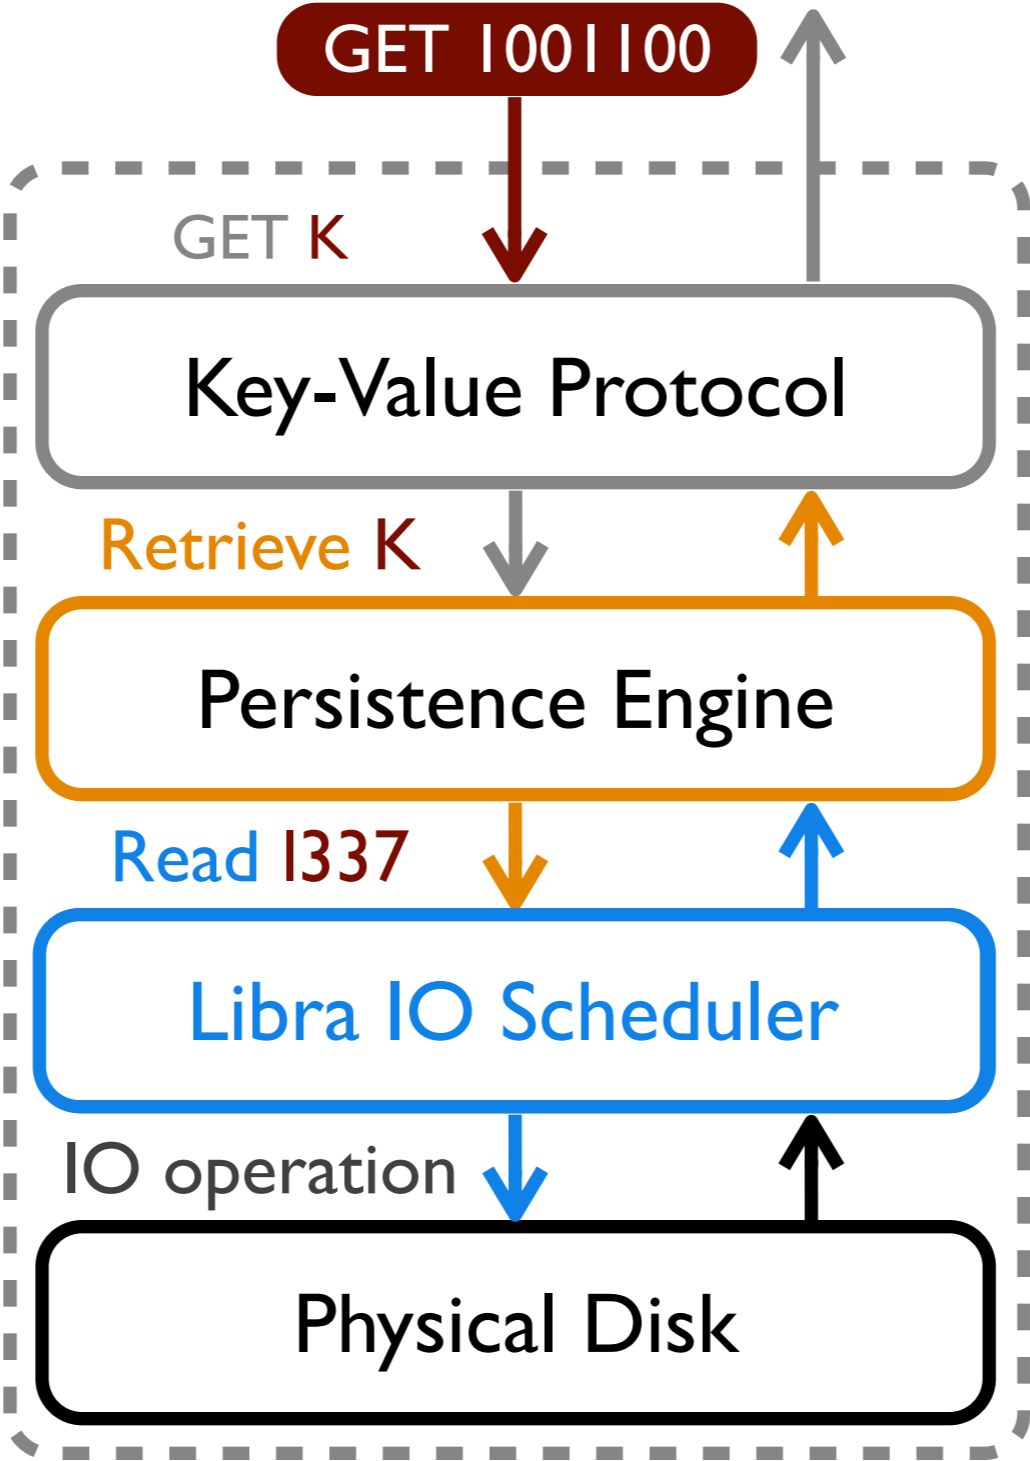 GET 1001100
GET K
Key-Value Protocol
Retrieve K
Persistence Engine
Read 1337
Libra IO Scheduler
IO operation
Physical Disk